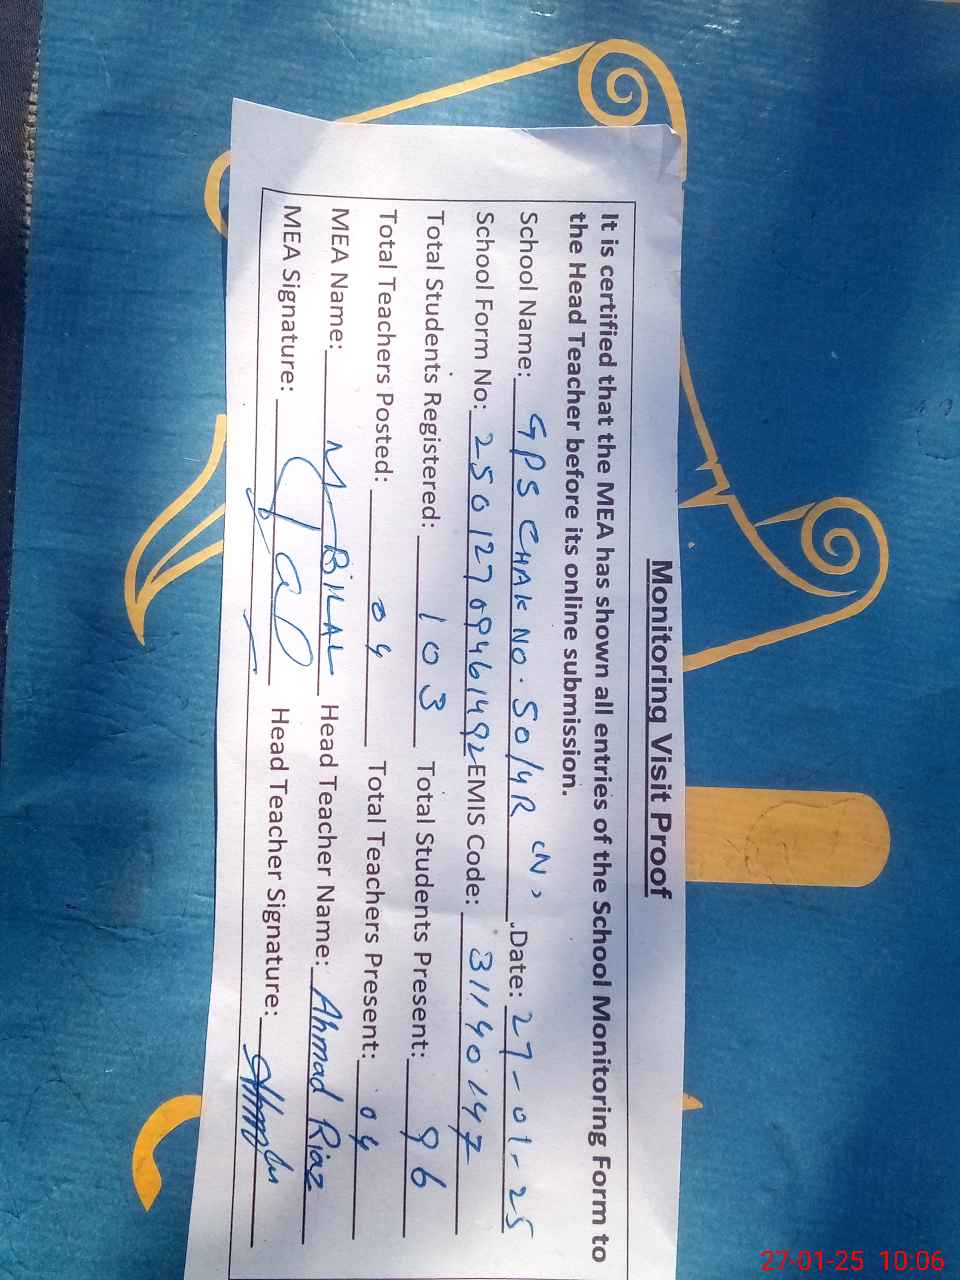 Monitoring Visit Proof
It is certified that the MEA has shown all entries of the School Monitoring Form to
the Head Teacher before its online submission.
School Name: GPS CHAK NO. 50/4R (N) Date: 27-01-25
School Form No: 25012709461492 EMIS Code: 31140147
Total Students Registered: 103 Total Students Present: 96
Total Teachers Posted: 04 Total Teachers Present: 04
MEA Name: M BILAL Head Teacher Name: Ahmad Riaz
MEA Signature: Head Teacher Signature:
27-01-25 10:06